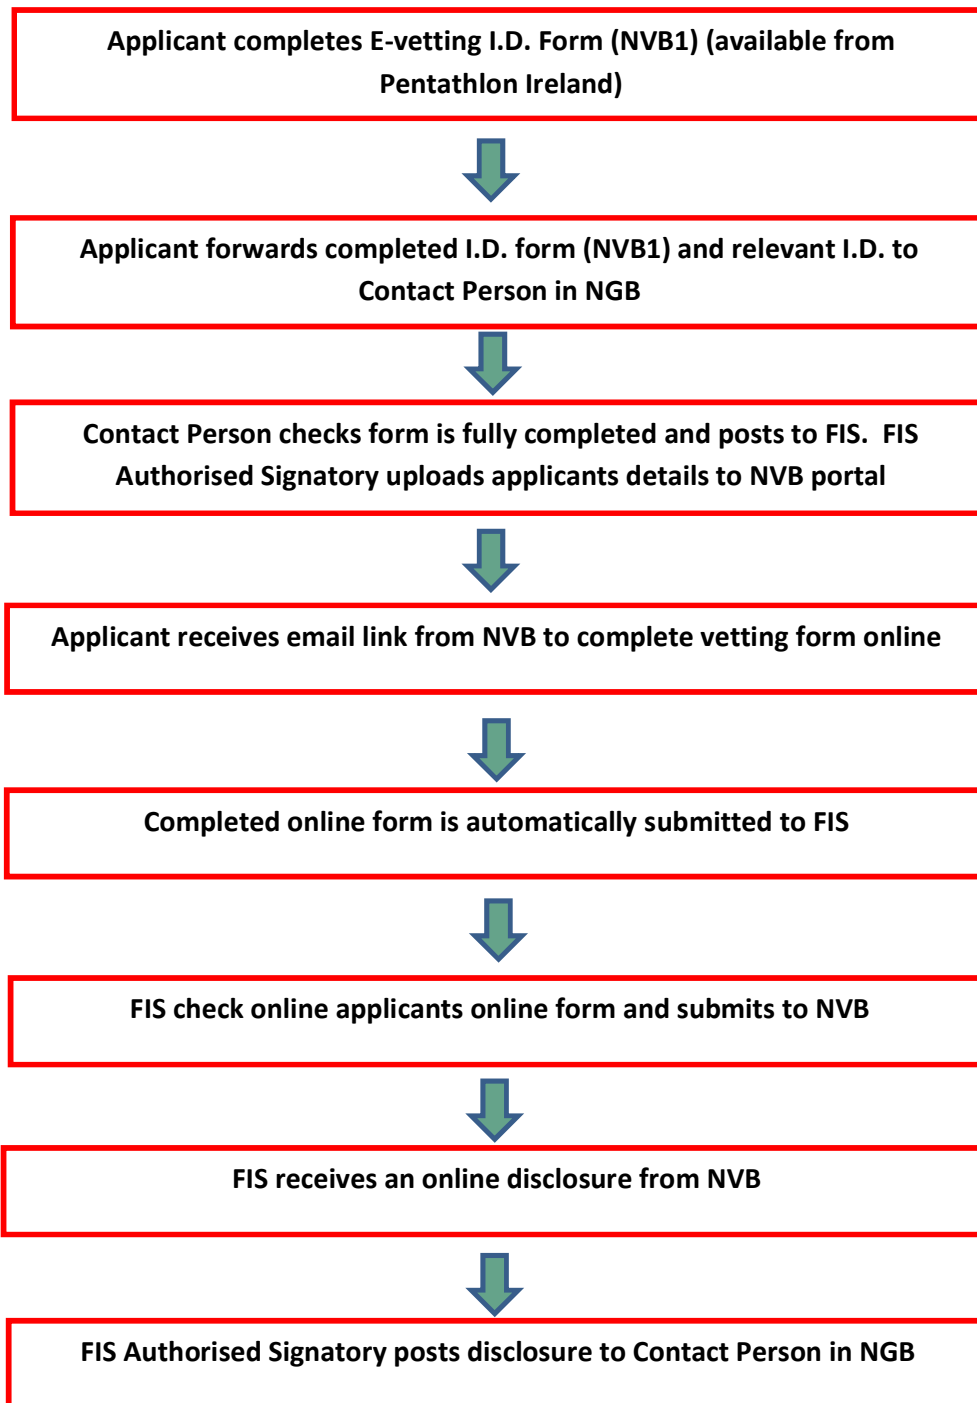 Applicant completes E-vetting I.D. Form (NVB1) (available from
Pentathlon Ireland)
Applicant forwards completed I.D. form (NVB1) and relevant I.D. to
Contact Person in NGB
Contact Person checks form is fully completed and posts to FIS.  FIS
Authorised Signatory uploads applicants details to NVB portal
Applicant receives email link from NVB to complete vetting form online
Completed online form is automatically submitted to FIS
FIS check online applicants online form and submits to NVB
FIS receives an online disclosure from NVB
FIS Authorised Signatory posts disclosure to Contact Person in NGB